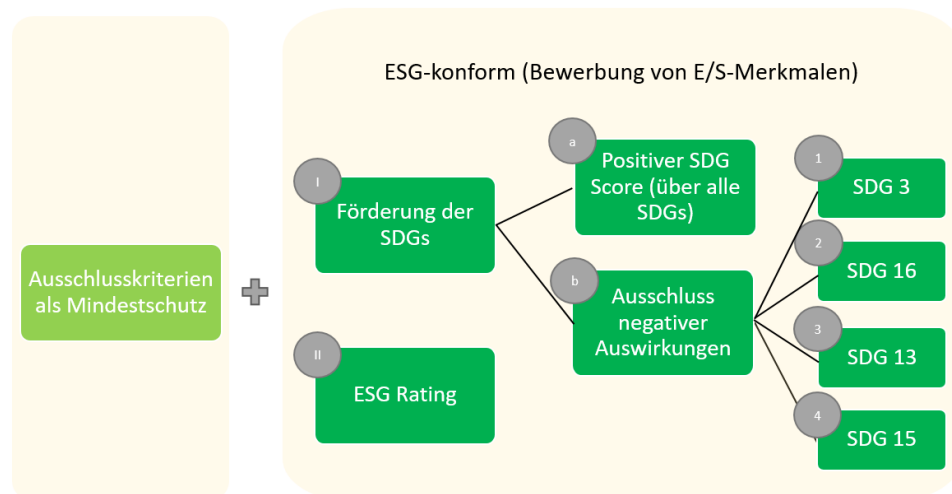 ESG-konform (Bewerbung von E/S-Merkmalen)
Ausschlusskriterien
als Mindestschutz
I
Förderung der
SDGs
a
Positiver SDG
Score (über alle
SDGs)
b
Ausschluss
negativer
Auswirkungen
1
SDG 3
2
SDG 16
3
SDG 13
4
SDG 15
II
ESG Rating